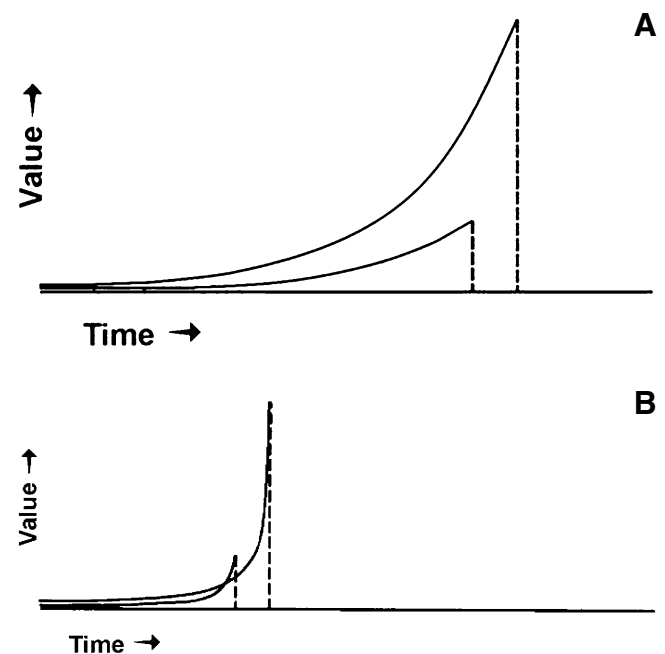 A
Value →
Time →
B
Value →
Time →